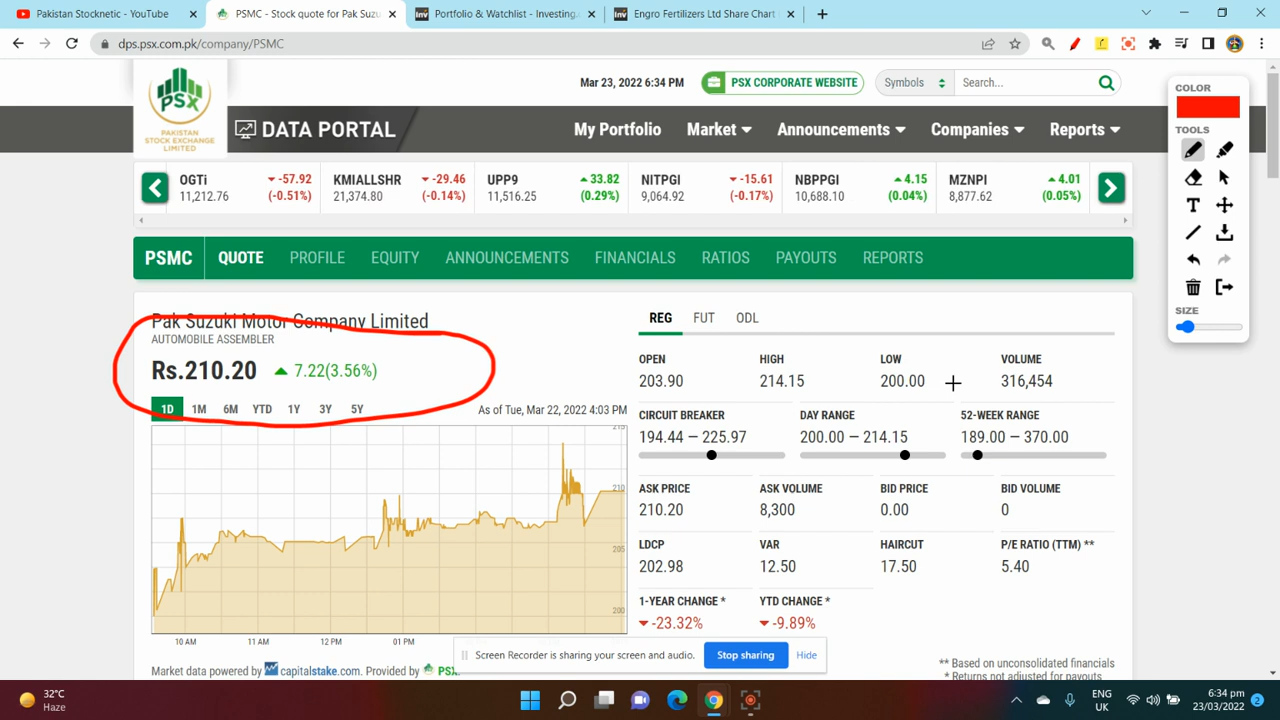 Pakistan Stocknetic - YouTube
PSMC - Stock quote for Pak Suzu
Portfolio & Watchlist - Investing.
Engro Fertilizers Ltd Share Chart
dps.psx.com.pk/company/PSMC
Mar 23, 2022 6:34 PM
PSX CORPORATE WEBSITE
Symbols
Search...
PSX
PAKISTAN
STOCK EXCHANGE
LIMITED
DATA PORTAL
My Portfolio
Market
Announcements
Companies
Reports
OGTi -57.92
11,212.76 (-0.51%)
KMIALLSHR -29.46
21,374.80 (-0.14%)
UPP9 33.82
11,516.25 (0.29%)
NITPGI -15.61
9,064.92 (-0.17%)
NBPPGI 4.15
10,688.10 (0.04%)
MZNPI 4.01
8,877.62 (0.05%)
PSMC QUOTE PROFILE EQUITY ANNOUNCEMENTS FINANCIALS RATIOS PAYOUTS REPORTS
Pak Suzuki Motor Company Limited
AUTOMOBILE ASSEMBLER
Rs.210.20 7.22(3.56%)
1D 1M 6M YTD 1Y 3Y 5Y
As of Tue, Mar 22, 2022 4:03 PM
215
210
205
200
10 AM 11 AM 12 PM 01 PM
Market data powered by capitalstake.com. Provided by PSX.
REG FUT ODL
OPEN HIGH LOW VOLUME
203.90 214.15 200.00 316,454
CIRCUIT BREAKER DAY RANGE 52-WEEK RANGE
194.44 — 225.97 200.00 — 214.15 189.00 — 370.00
ASK PRICE ASK VOLUME BID PRICE BID VOLUME
210.20 8,300 0.00 0
LDCP VAR HAIRCUT P/E RATIO (TTM) **
202.98 12.50 17.50 5.40
1-YEAR CHANGE * YTD CHANGE *
-23.32% -9.89%
** Based on unconsolidated financials
* Returns not adjusted for payouts
Screen Recorder is sharing your screen and audio.
Stop sharing
Hide
COLOR
TOOLS
T
SIZE
32°C
Haze
ENG
UK
6:34 pm
23/03/2022
2